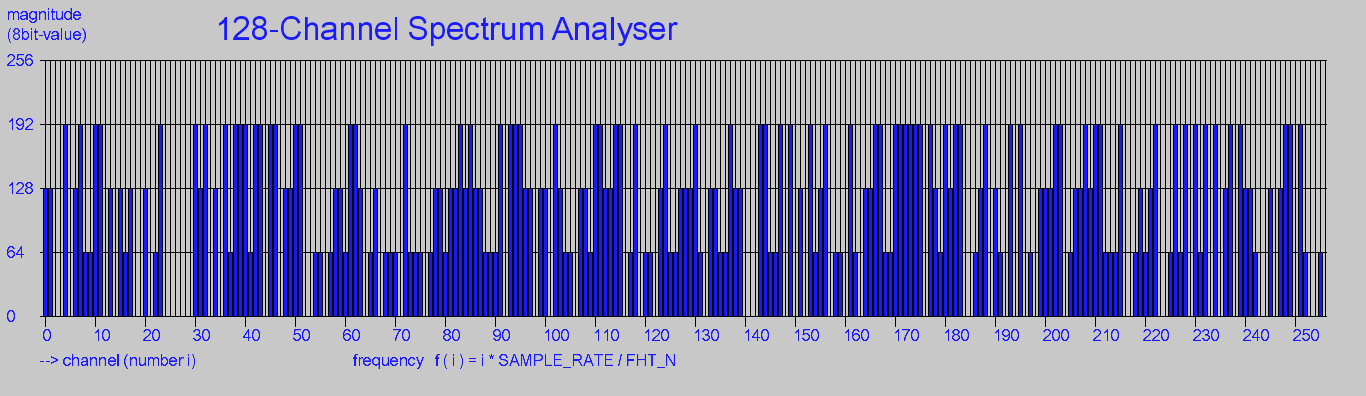 magnitude
(8bit-value)
128-Channel Spectrum Analyser
256
192
128
64
0
0 10 20 30 40 50 60 70 80 90 100 110 120 130 140 150 160 170 180 190 200 210 220 230 240 250
--> channel (number i)
frequency f ( i ) = i * SAMPLE_RATE / FHT_N